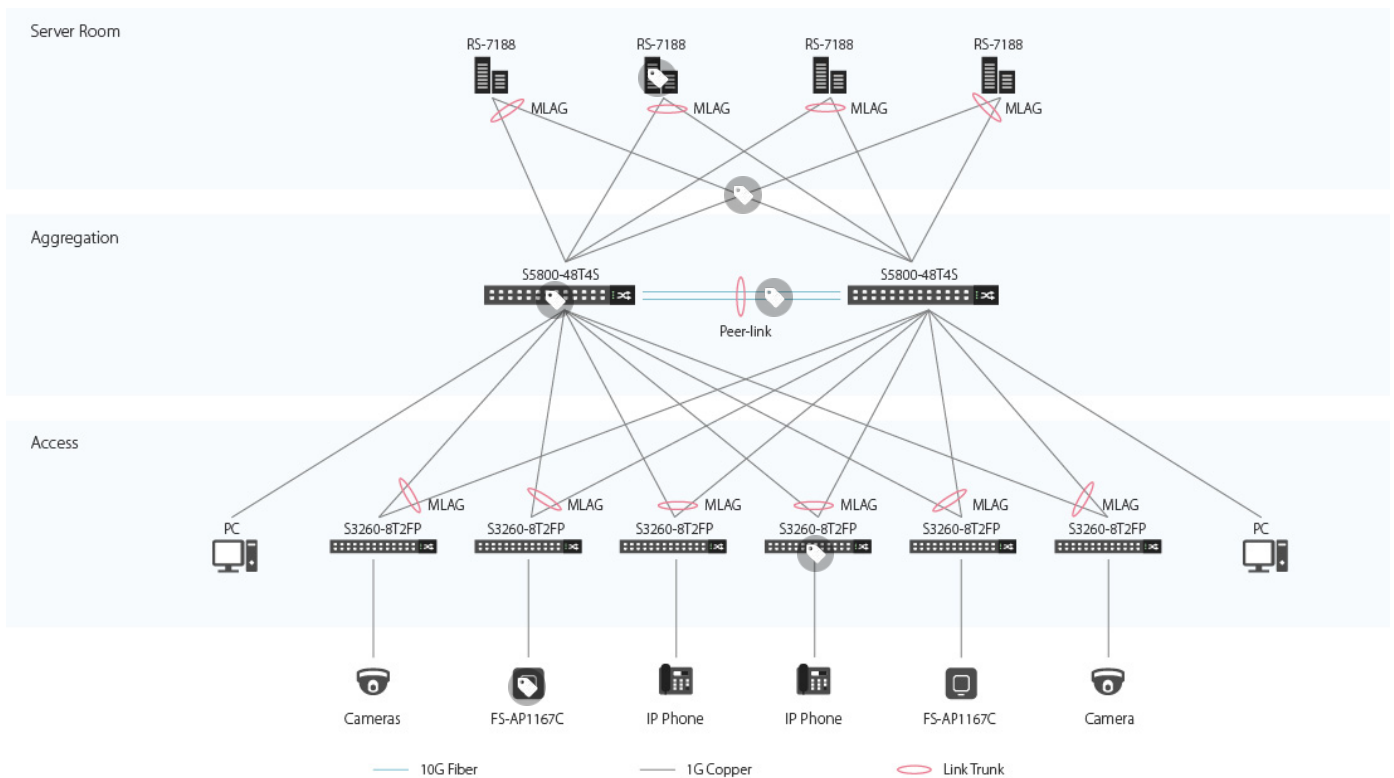 Server Room
RS-7188
RS-7188
RS-7188
RS-7188
MLAG
MLAG
MLAG
MLAG
Aggregation
S5800-48T4S
S5800-48T4S
Peer-link
Access
MLAG
MLAG
MLAG
MLAG
MLAG
MLAG
PC
S3260-8T2FP
S3260-8T2FP
S3260-8T2FP
S3260-8T2FP
S3260-8T2FP
S3260-8T2FP
PC
Cameras
FS-AP1167C
IP Phone
IP Phone
FS-AP1167C
Camera
10G Fiber
1G Copper
Link Trunk